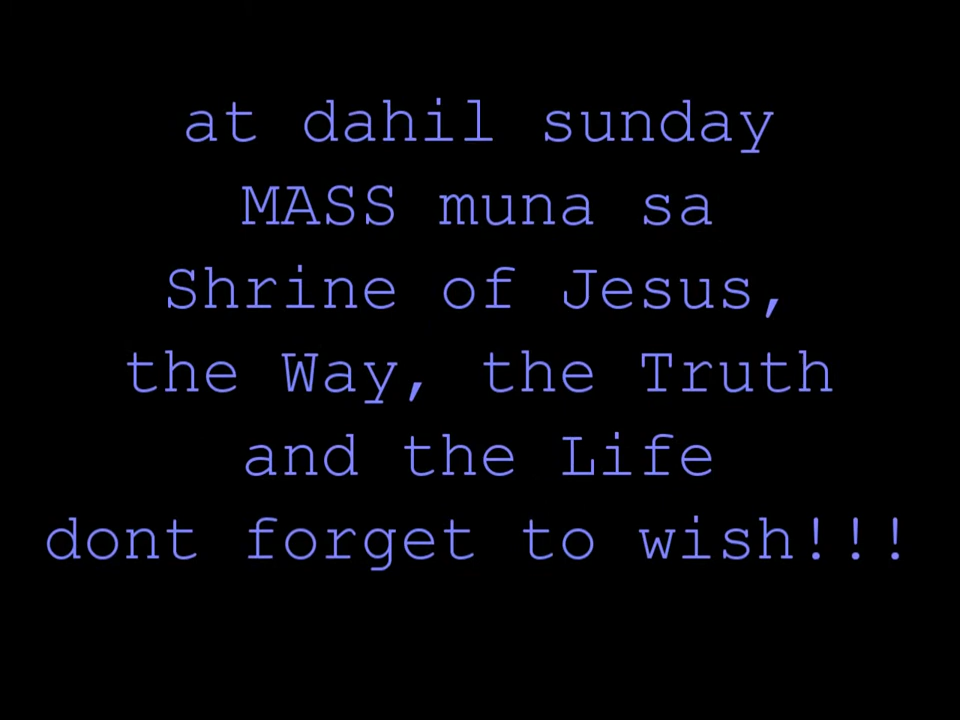 at dahil sunday
MASS muna sa
Shrine of Jesus,
the Way, the Truth
and the Life
dont forget to wish!!!